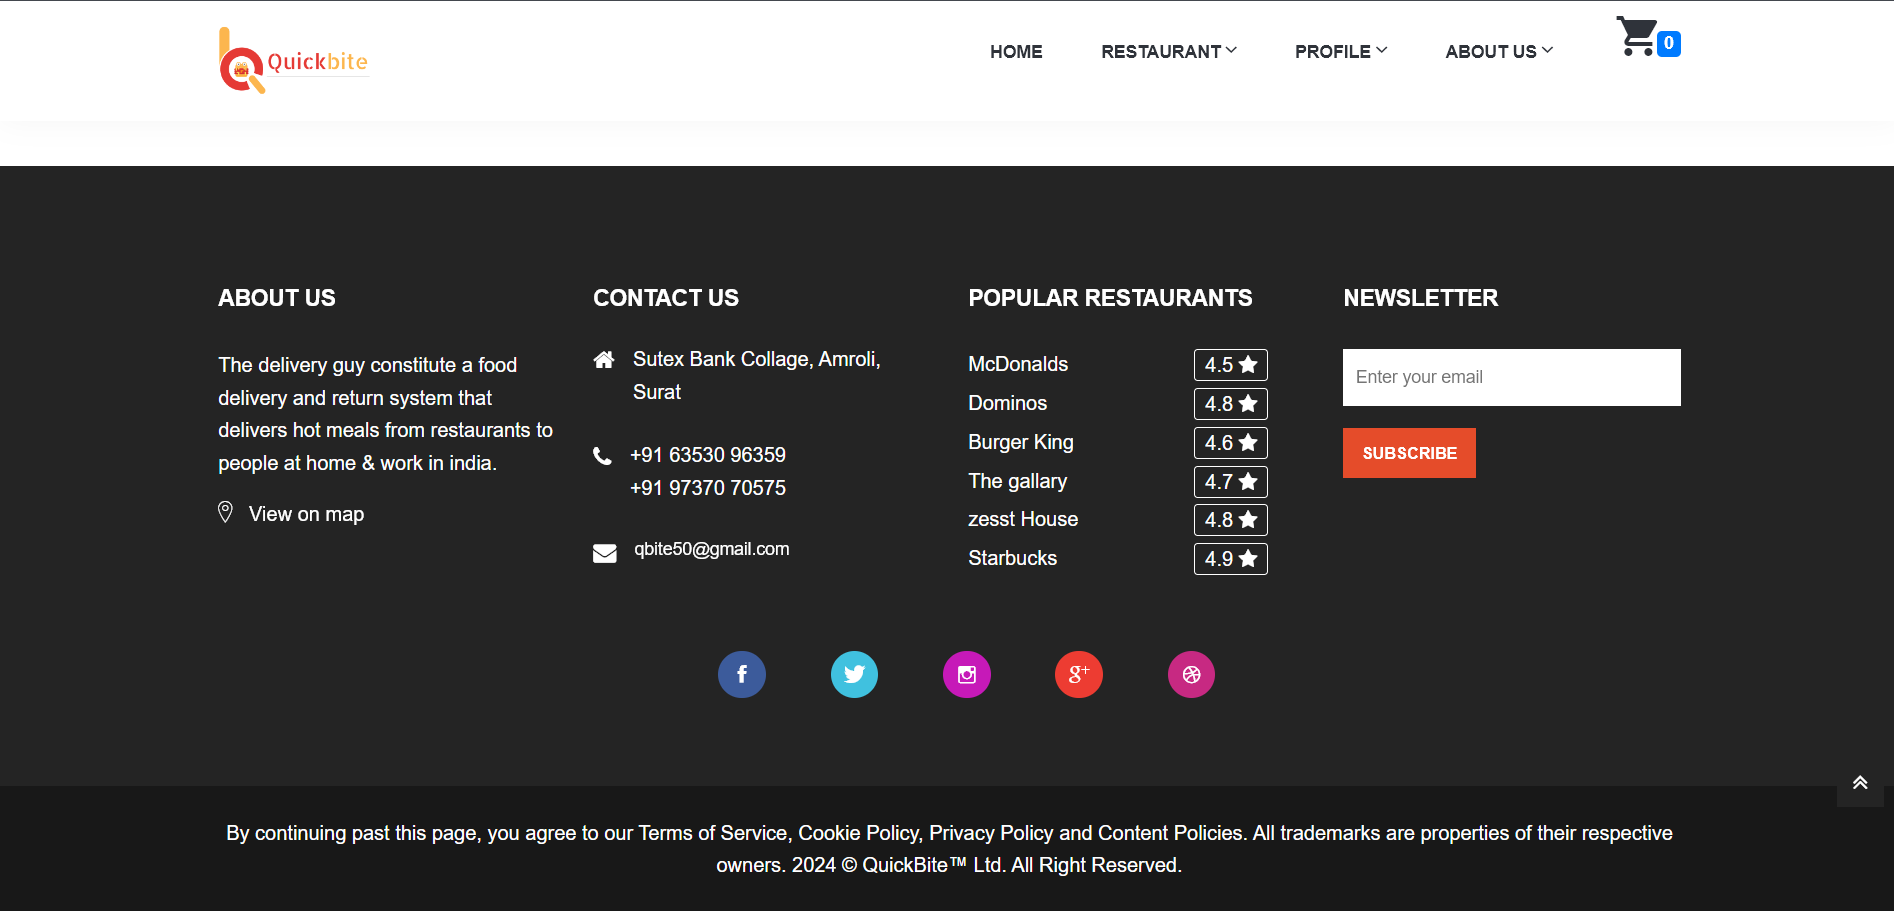 Quickbite
HOME
RESTAURANT
PROFILE
ABOUT US
0
ABOUT US
The delivery guy constitute a food
delivery and return system that
delivers hot meals from restaurants to
people at home & work in india.
View on map
CONTACT US
Sutex Bank Collage, Amroli,
Surat
+91 63530 96359
+91 97370 70575
qbite50@gmail.com
POPULAR RESTAURANTS
McDonalds 4.5
Dominos 4.8
Burger King 4.6
The gallary 4.7
zesst House 4.8
Starbucks 4.9
NEWSLETTER
Enter your email
SUBSCRIBE
By continuing past this page, you agree to our Terms of Service, Cookie Policy, Privacy Policy and Content Policies. All trademarks are properties of their respective
owners. 2024 © QuickBite™ Ltd. All Right Reserved.